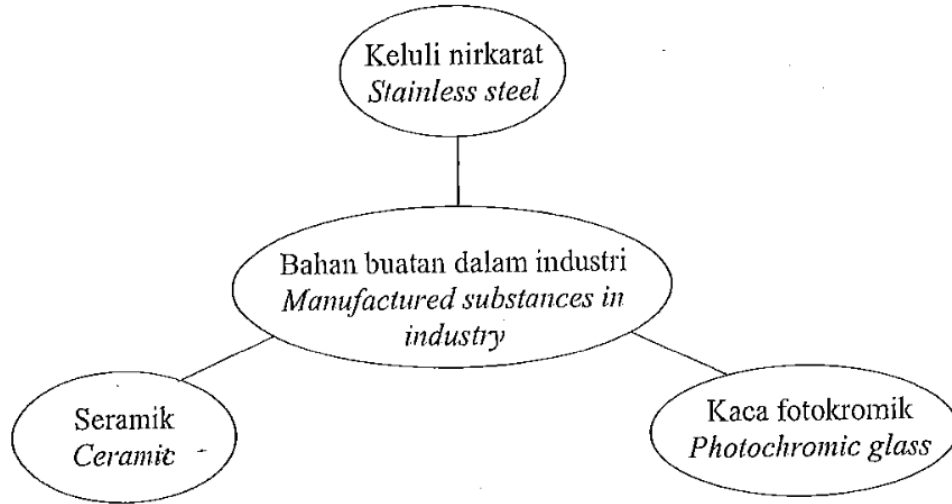 Keluli nirkarat
Stainless steel
Bahan buatan dalam industri
Manufactured substances in
industry
Seramik
Ceramic
Kaca fotokromik
Photochromic glass